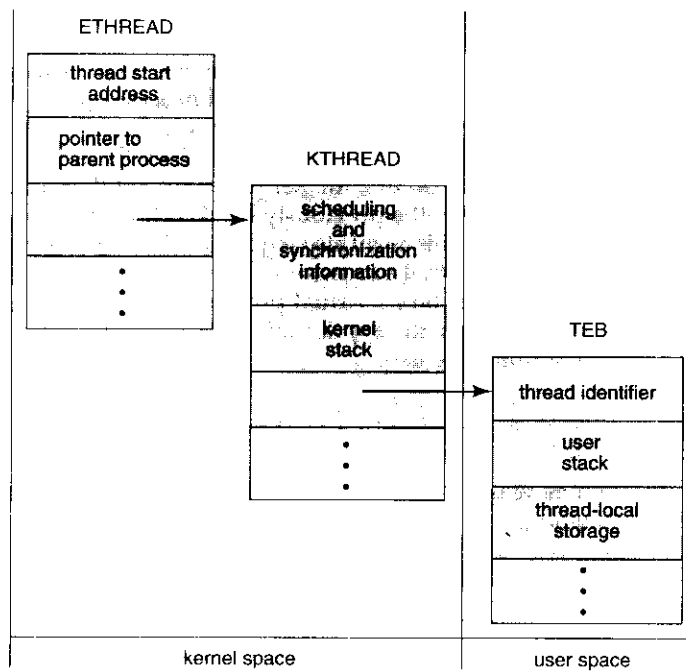 ETHREAD
thread start
address
pointer to
parent process
KTHREAD
scheduling
and
synchronization
information
kernel
stack
TEB
thread identifier
user
stack
thread-local
storage
kernel space
user space